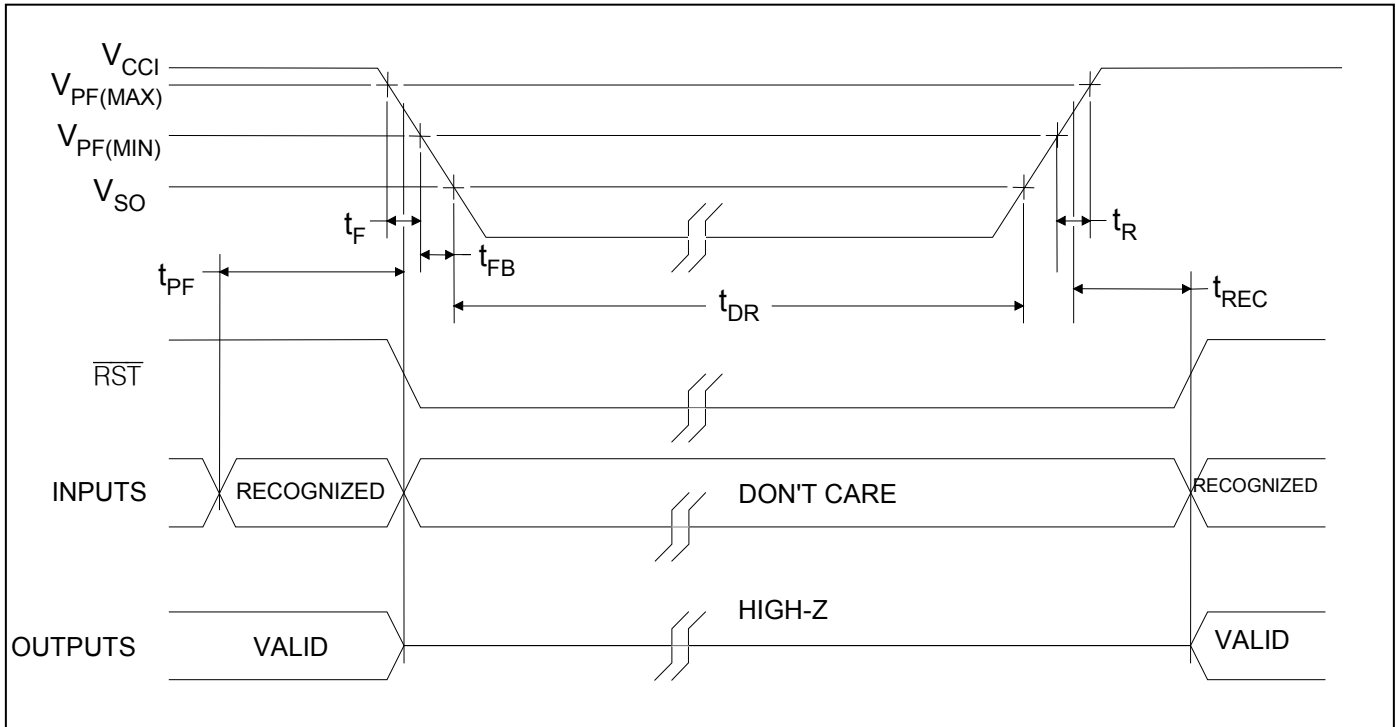 VCCI
VPF(MAX)
VPF(MIN)
VSO
tF
tR
tFB
tPF
tREC
tDR
RST
INPUTS
RECOGNIZED
DON'T CARE
RECOGNIZED
HIGH-Z
OUTPUTS
VALID
VALID